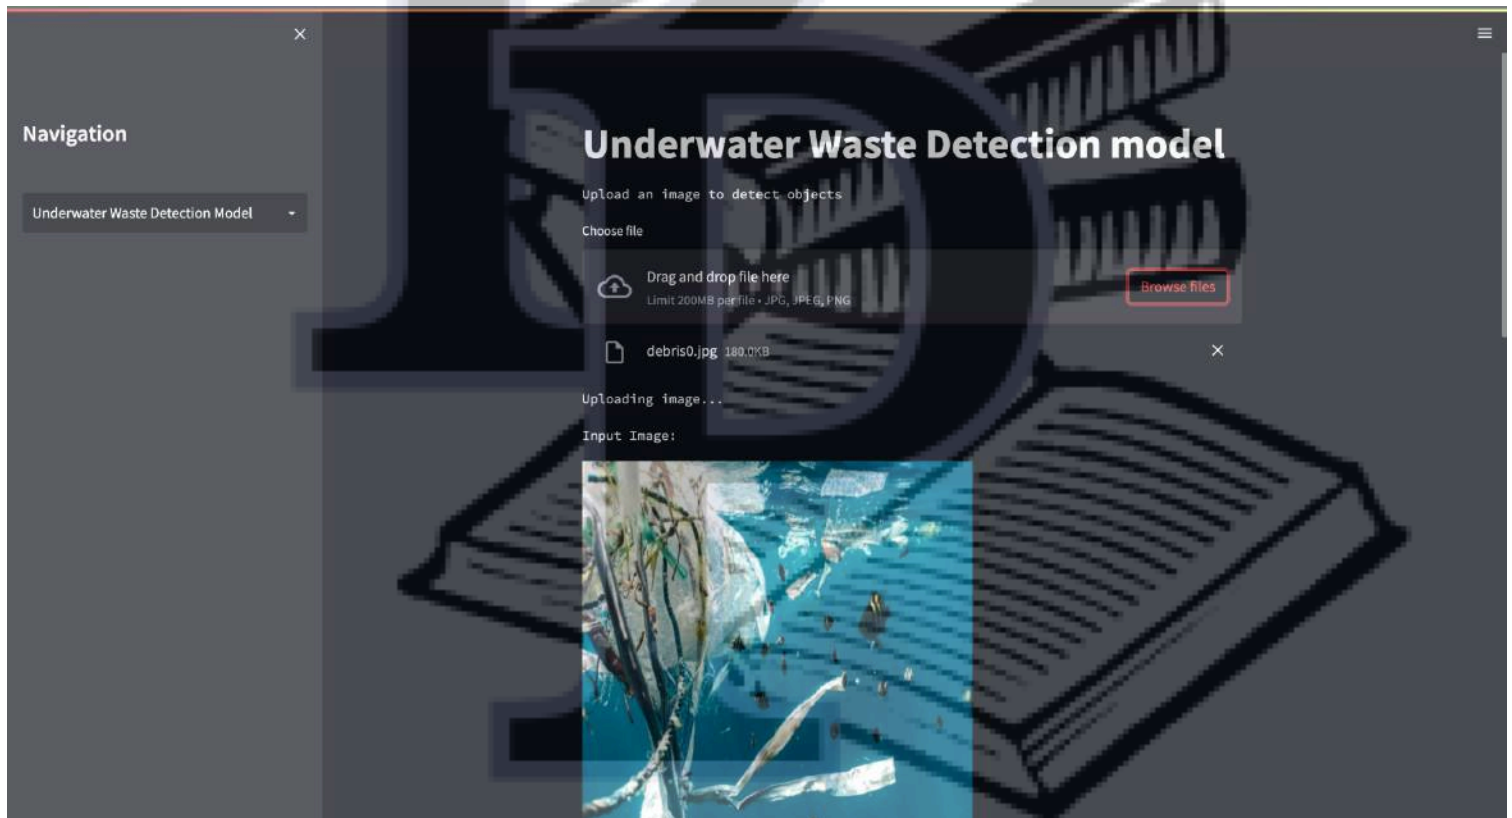 Navigation
Underwater Waste Detection Model
Underwater Waste Detection model
Upload an image to detect objects
Choose file
Drag and drop file here
Limit 200MB per file • JPG, JPEG, PNG
Browse files
debris0.jpg 180.0KB
Uploading image...
Input Image: